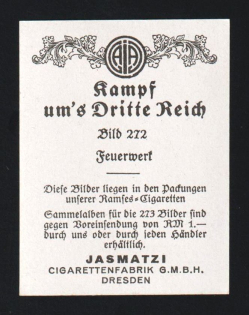 Kampf
um's Dritte Reich
Bild 272
Feuerwerk
Diese Bilder liegen in den Packungen
unserer Ramses-Cigaretten
Sammelalben für die 273 Bilder sind
gegen Voreinsendung von RM 1.—
durch uns oder durch jeden Händler
erhältlich.
JASMATZI
CIGARETTENFABRIK G.M.B.H.
DRESDEN